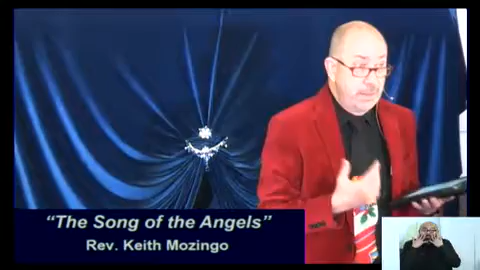 “The Song of the Angels”
Rev. Keith Mozingo